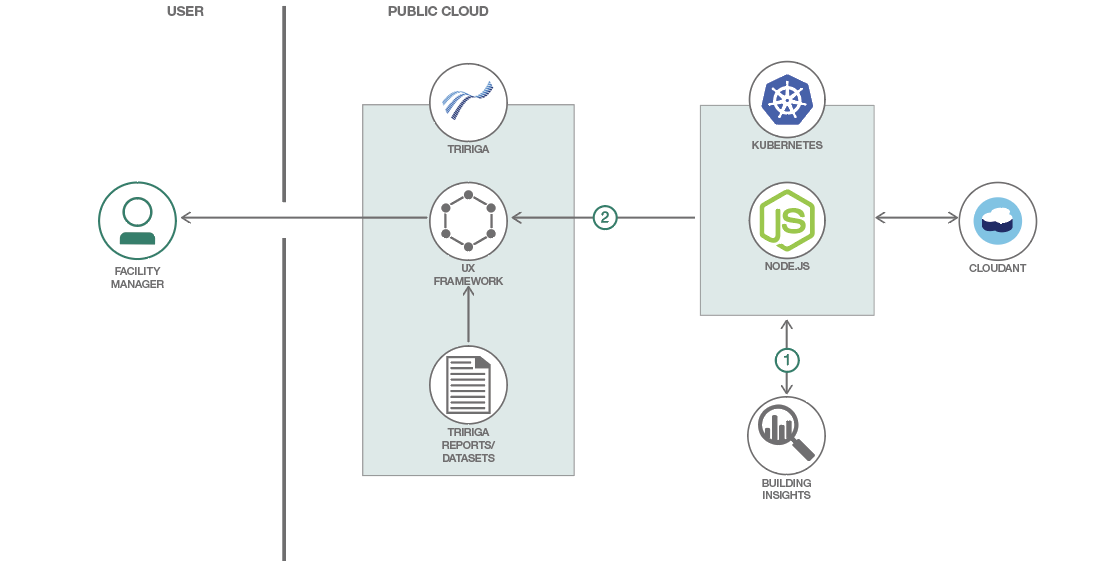 USER
PUBLIC CLOUD
TRIRIGA
KUBERNETES
JS
2
FACILITY
MANAGER
UX
FRAMEWORK
NODE.JS
CLOUDANT
1
TRIRIGA
REPORTS/
DATASETS
BUILDING
INSIGHTS